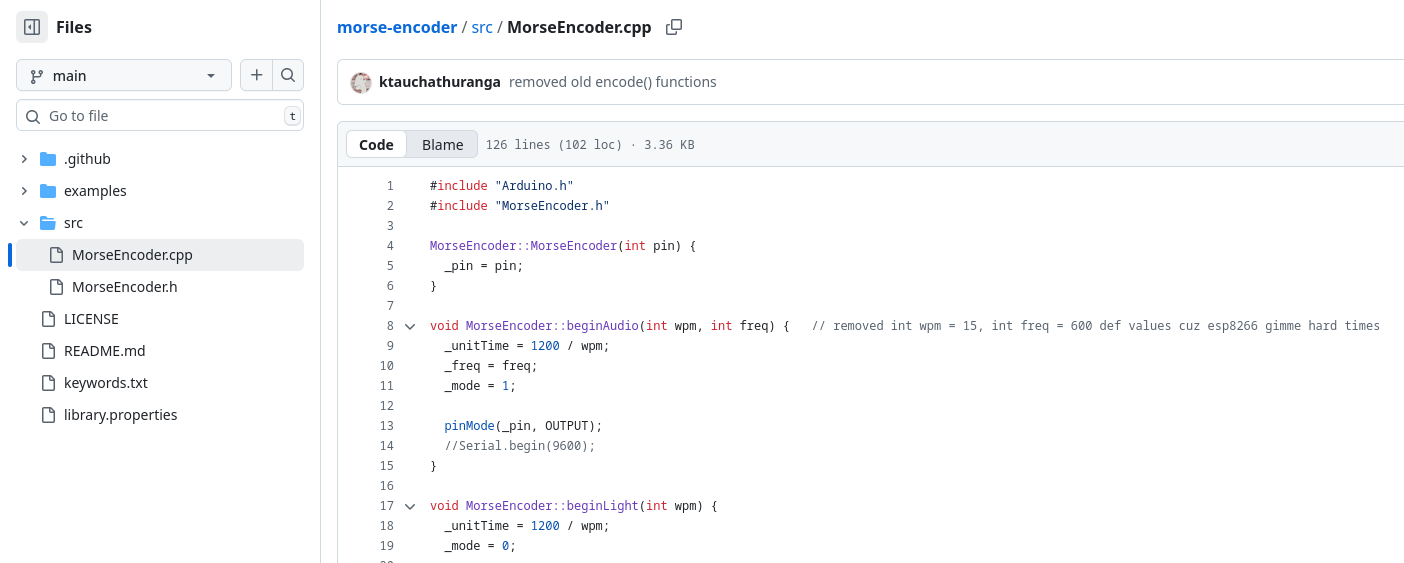 Files
main
Go to file
t
.github
examples
src
MorseEncoder.cpp
MorseEncoder.h
LICENSE
README.md
keywords.txt
library.properties
morse-encoder / src / MorseEncoder.cpp
ktauchathuranga removed old encode() functions
Code Blame 126 lines (102 loc) · 3.36 KB
1 #include "Arduino.h"
2 #include "MorseEncoder.h"
3
4 MorseEncoder::MorseEncoder(int pin) {
5   _pin = pin;
6 }
7
8 void MorseEncoder::beginAudio(int wpm, int freq) {   // removed int wpm = 15, int freq = 600 def values cuz esp8266 gimme hard times
9   _unitTime = 1200 / wpm;
10   _freq = freq;
11   _mode = 1;
12
13   pinMode(_pin, OUTPUT);
14   //Serial.begin(9600);
15 }
16
17 void MorseEncoder::beginLight(int wpm) {
18   _unitTime = 1200 / wpm;
19   _mode = 0;